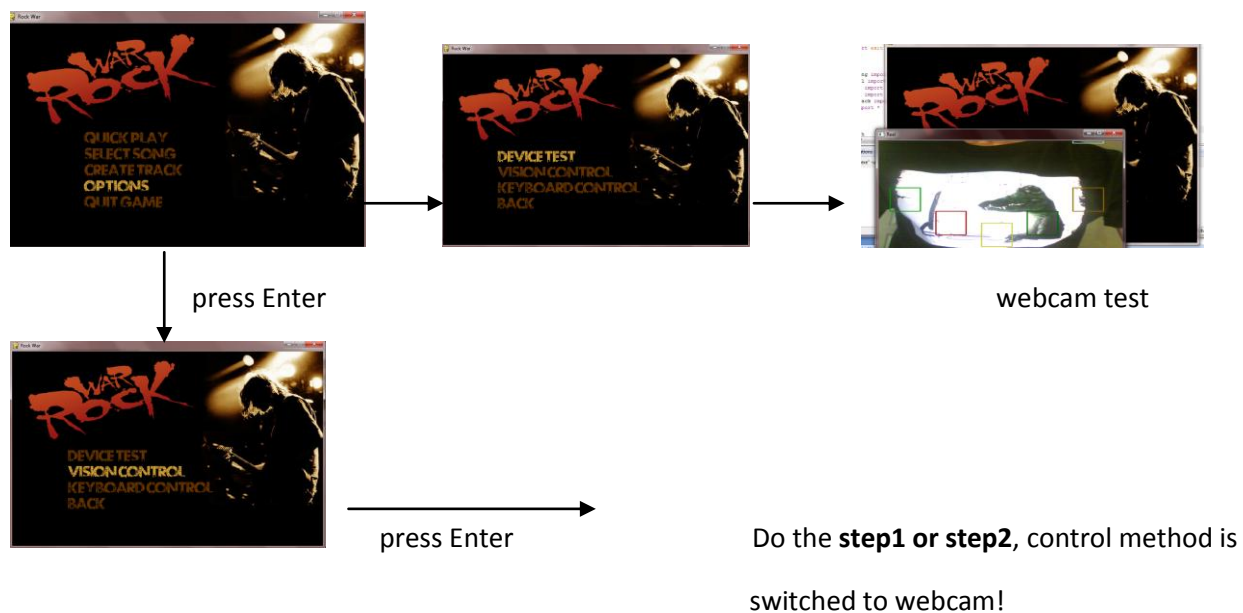 Rock War
WAR
ROCK
QUICK PLAY
SELECT SONG
CREATE TRACK
OPTIONS
QUIT GAME
Rock War
WAR
ROCK
DEVICE TEST
VISION CONTROL
KEYBOARD CONTROL
BACK
WAR
ROCK
press Enter
webcam test
Rock War
WAR
ROCK
DEVICE TEST
VISION CONTROL
KEYBOARD CONTROL
BACK
press Enter
Do the step1 or step2, control method is
switched to webcam!